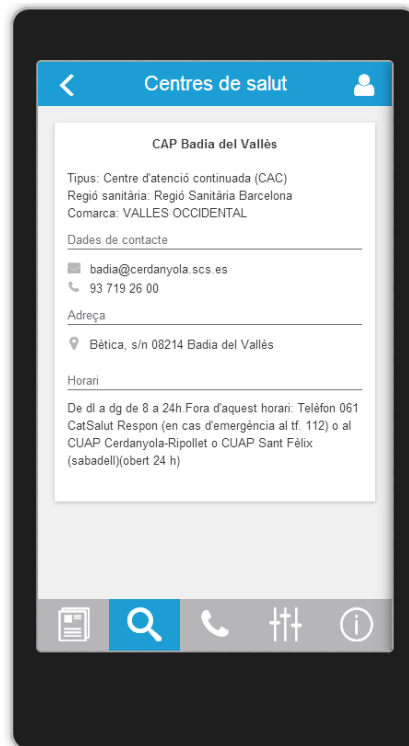 Centres de salut
CAP Badia del Vallès
Tipus: Centre d'atenció continuada (CAC)
Regió sanitària: Regió Sanitària Barcelona
Comarca: VALLES OCCIDENTAL
Dades de contacte
badia@cerdanyola.scs.es
93 719 26 00
Adreça
Bètica, s/n 08214 Badia del Vallès
Horari
De dl a dg de 8 a 24h.Fora d'aquest horari: Telèfon 061
CatSalut Respon (en cas d'emergència al tf. 112) o al
CUAP Cerdanyola-Ripollet o CUAP Sant Fèlix
(sabadell)(obert 24 h)